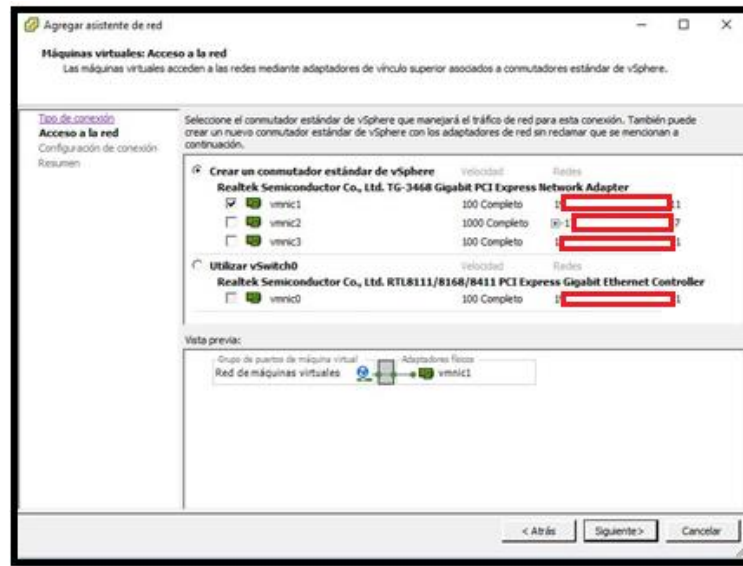 Agregar asistente de red
Máquinas virtuales: Acceso a la red
Las máquinas virtuales acceden a las redes mediante adaptadores de vínculo superior asociados a conmutadores estándar de vSphere.
Tipo de conexión
Acceso a la red
Configuración de conexión
Resumen
Seleccione el conmutador estándar de vSphere que manejará el tráfico de red para esta conexión. También puede
crear un nuevo conmutador estándar de vSphere con los adaptadores de red sin reclamar que se mencionan a
continuación.
Crear un conmutador estándar de vSphere Velocidad Redes
Realtek Semiconductor Co., Ltd. TG-3468 Gigabit PCI Express Network Adapter
vmnic1 100 Completo
vmnic2 1000 Completo
vmnic3 100 Completo
Utilizar vSwitch0 Velocidad Redes
Realtek Semiconductor Co., Ltd. RTL8111/8168/8411 PCI Express Gigabit Ethernet Controller
vmnic0 100 Completo
Vista previa:
Grupo de puertos de máquina virtual Adaptadores físicos
Red de máquinas virtuales vmnic1
< Atrás Siguiente> Cancelar